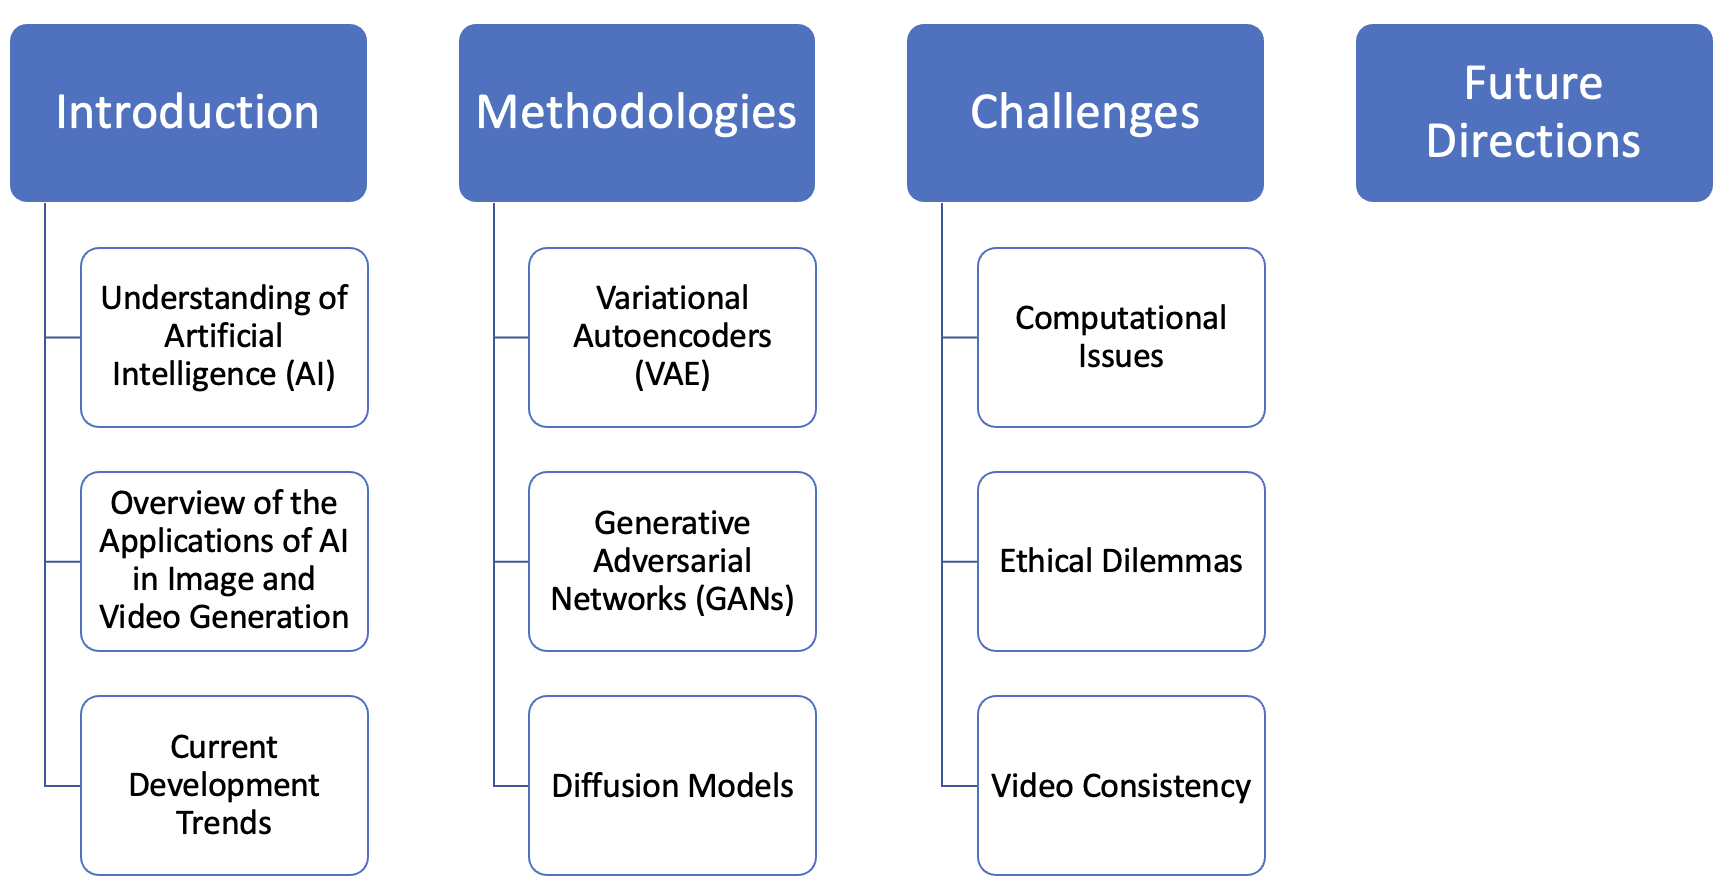 Introduction
Understanding of
Artificial
Intelligence (AI)
Overview of the
Applications of AI
in Image and
Video Generation
Current
Development
Trends
Methodologies
Variational
Autoencoders
(VAE)
Generative
Adversarial
Networks (GANs)
Diffusion Models
Challenges
Computational
Issues
Ethical Dilemmas
Video Consistency
Future
Directions